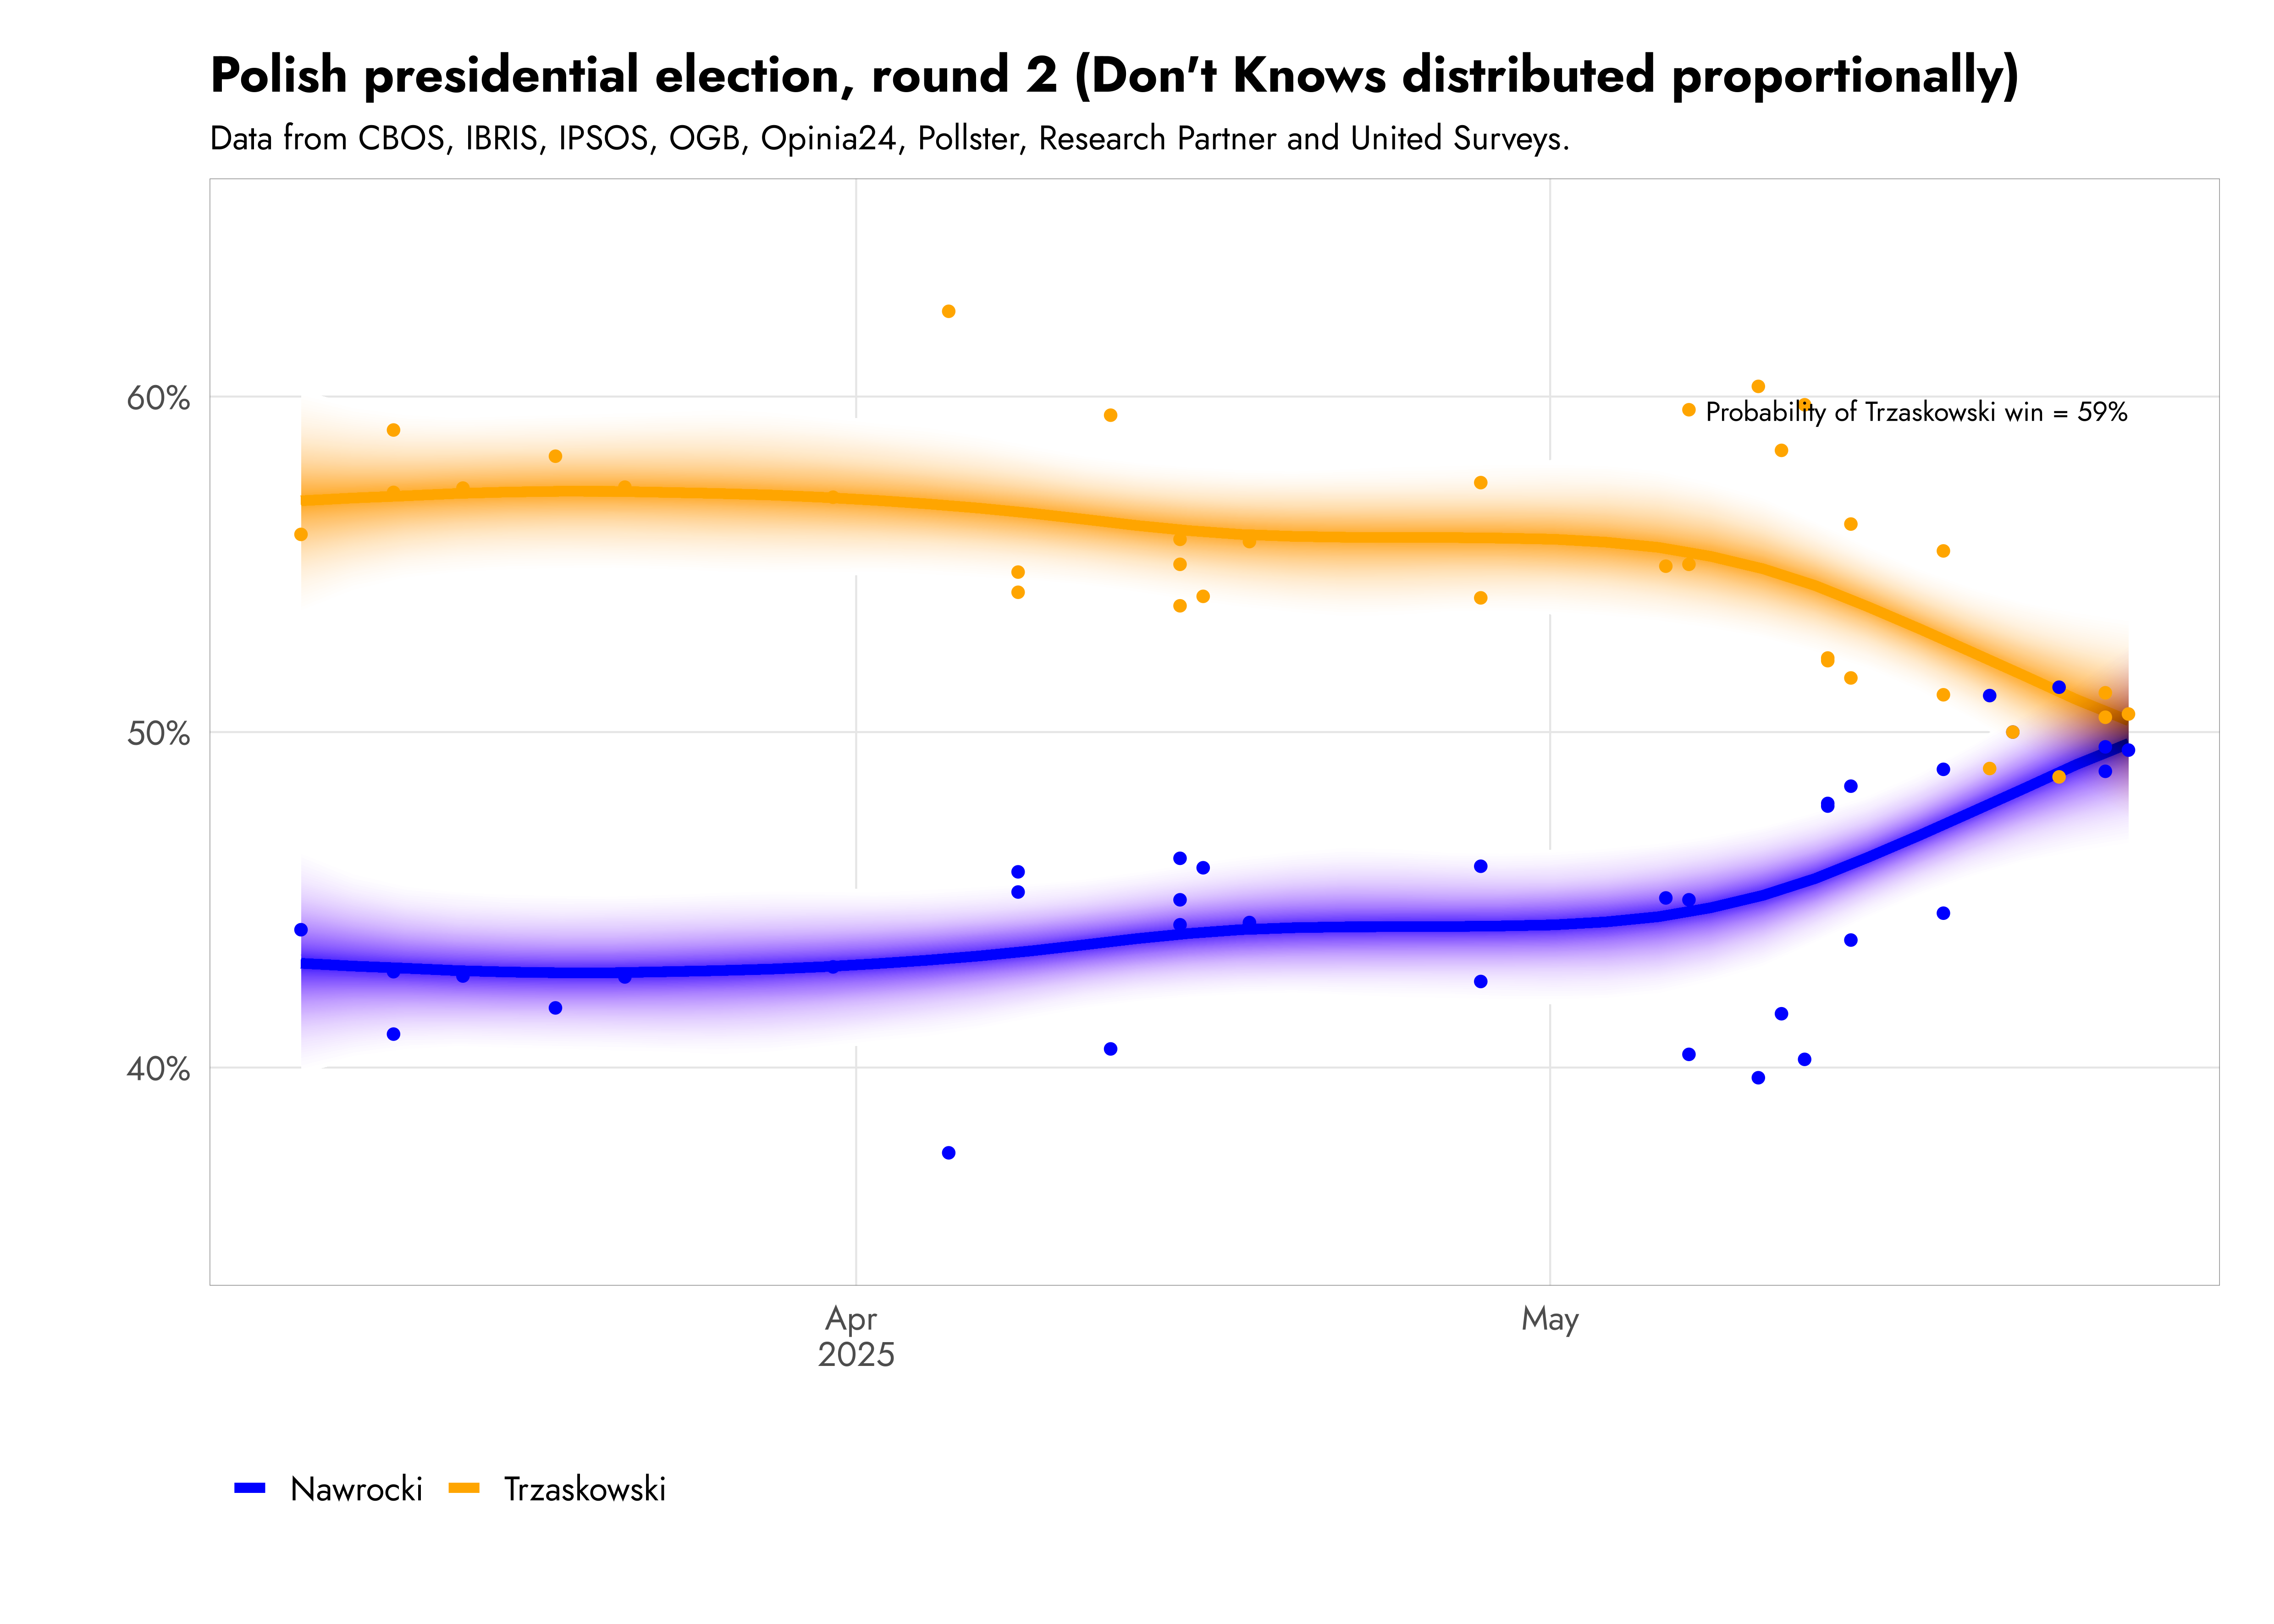 Polish presidential election, round 2 (Don't Knows distributed proportionally)
Data from CBOS, IBRIS, IPSOS, OGB, Opinia24, Pollster, Research Partner and United Surveys.
60%
Probability of Trzaskowski win = 59%
50%
40%
Apr
2025
May
Nawrocki
Trzaskowski